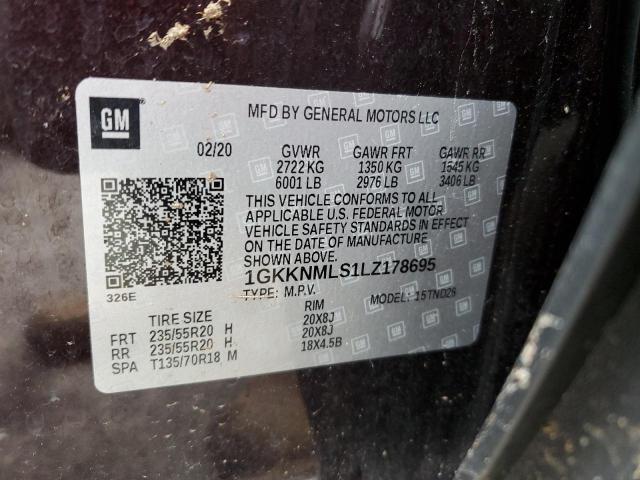 GM
MFD BY GENERAL MOTORS LLC
02/20 GVWR GAWR FRT GAWR RR
2722 KG 1350 KG 1545 KG
6001 LB 2976 LB 3406 LB
THIS VEHICLE CONFORMS TO ALL
APPLICABLE U.S. FEDERAL MOTOR
VEHICLE SAFETY STANDARDS IN EFFECT
ON THE DATE OF MANUFACTURE
SHOWN ABOVE.
326E
1GKKNMLS1LZ178695
TYPE: M.P.V. MODEL: 15TND26
TIRE SIZE RIM
FRT 235/55R20 H 20X8J
RR 235/55R20 H 20X8J
SPA T135/70R18 M 18X4.5B